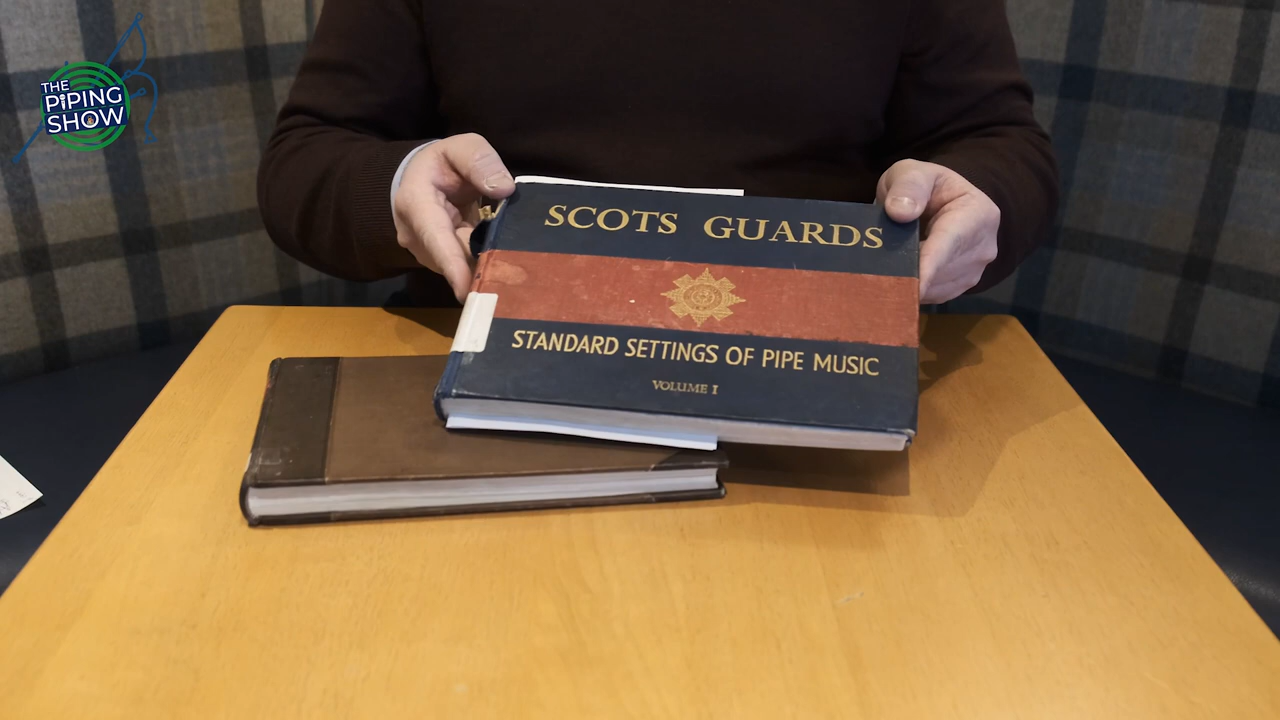 THE
PIPING
SHOW
SCOTS GUARDS
STANDARD SETTINGS OF PIPE MUSIC
VOLUME I